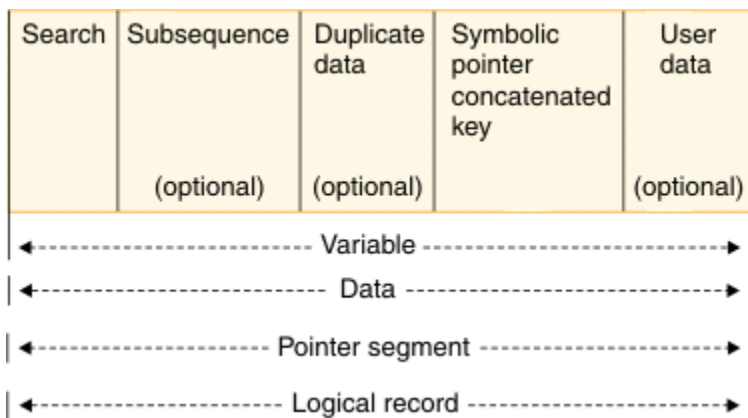 Search Subsequence Duplicate Symbolic User
data pointer data
concatenated
key
(optional) (optional) (optional)
Variable
Data
Pointer segment
Logical record